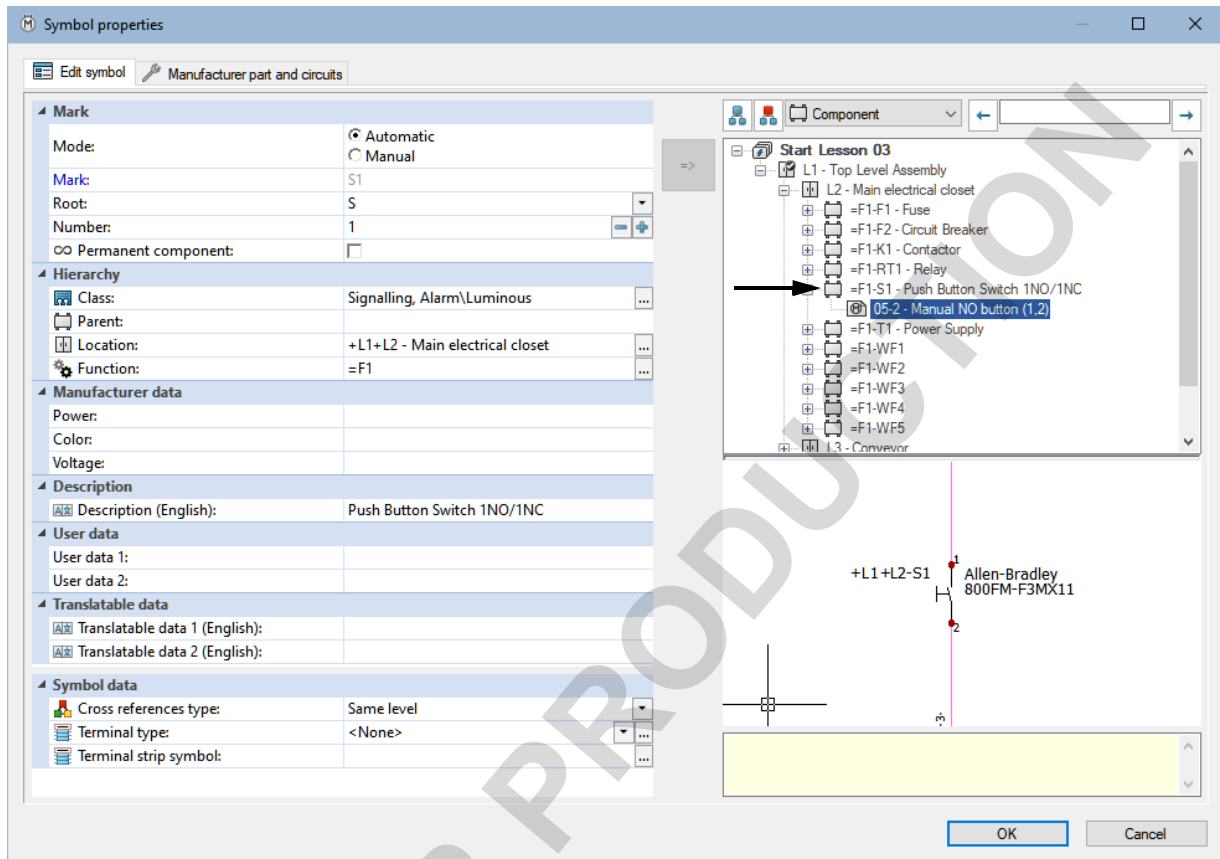 Symbol properties
Edit symbol
Manufacturer part and circuits
Mark
Mode:
Automatic
Manual
Mark:
S1
Root:
S
Number:
1
Permanent component:
Hierarchy
Class:
Signalling, Alarm\Luminous
...
Parent:
Location:
+L1+L2 - Main electrical closet
...
Function:
=F1
...
Manufacturer data
Power:
Color:
Voltage:
Description
Description (English):
Push Button Switch 1NO/1NC
User data
User data 1:
User data 2:
Translatable data
Translatable data 1 (English):
Translatable data 2 (English):
Symbol data
Cross references type:
Same level
Terminal type:
<None>
...
Terminal strip symbol:
...
=>
Component
Start Lesson 03
L1 - Top Level Assembly
L2 - Main electrical closet
=F1-F1 - Fuse
=F1-F2 - Circuit Breaker
=F1-K1 - Contactor
=F1-RT1 - Relay
=F1-S1 - Push Button Switch 1NO/1NC
05-2 - Manual NO button (1,2)
=F1-T1 - Power Supply
=F1-WF1
=F1-WF2
=F1-WF3
=F1-WF4
=F1-WF5
L3 - Conveyor
1
+L1+L2-S1
Allen-Bradley
800FM-F3MX11
2
-3-
OK
Cancel
PRODUCTION